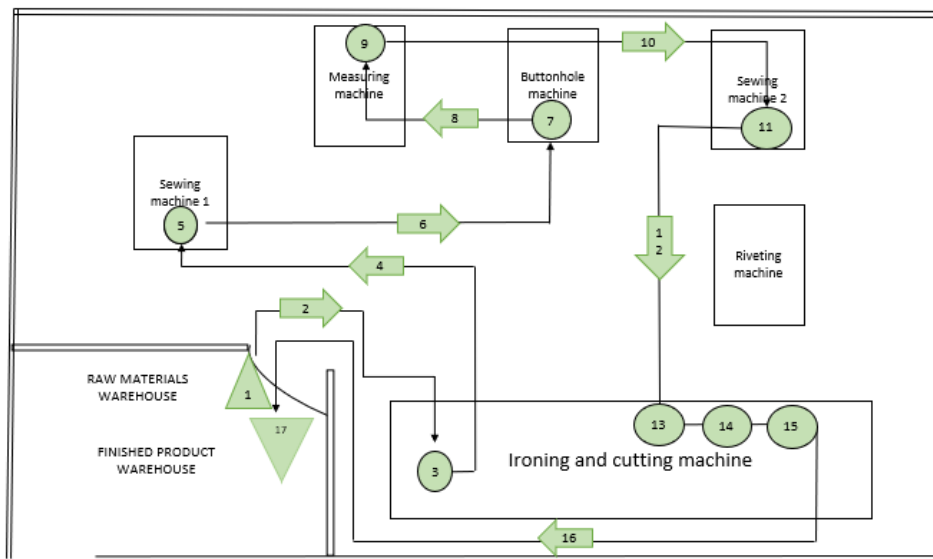 9
10
Measuring
machine
Buttonhole
machine
Sewing
machine 2
8
7
11
Sewing
machine 1
5
6
1
2
Riveting
machine
4
2
RAW MATERIALS
WAREHOUSE
1
17
FINISHED PRODUCT
WAREHOUSE
13
14
15
Ironing and cutting machine
3
16